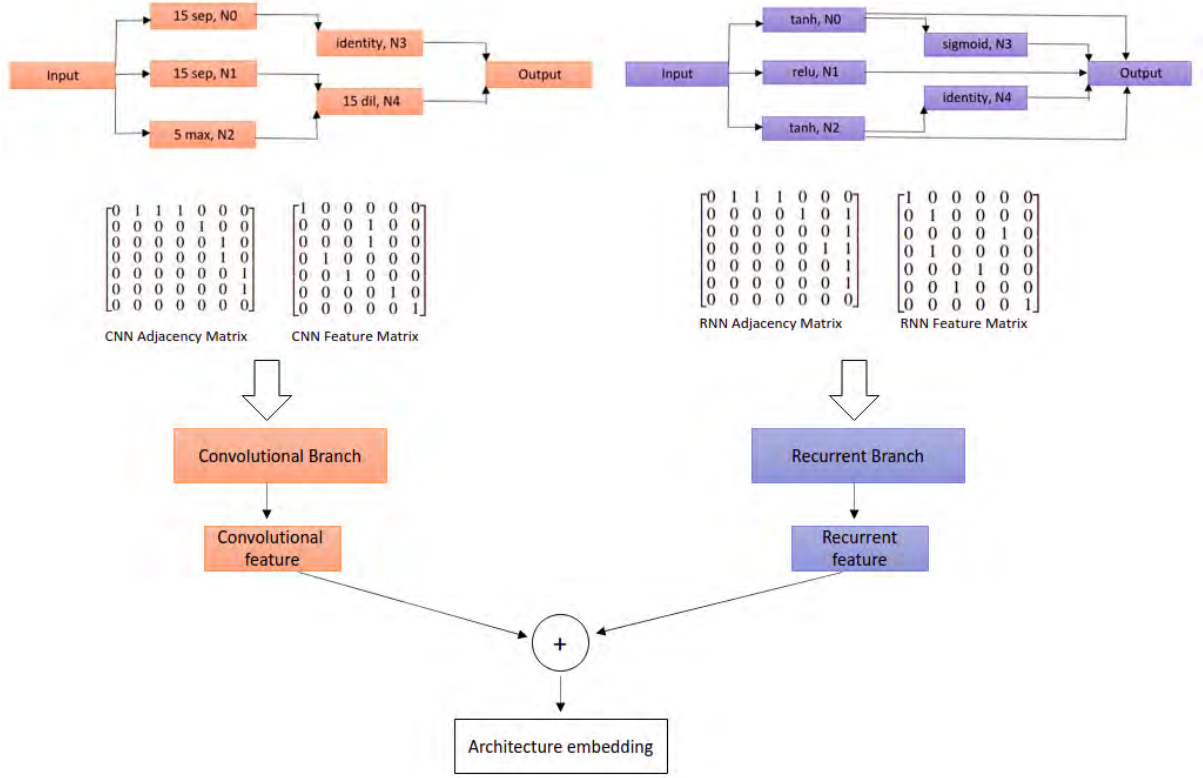 15 sep, N0
identity, N3
Input
15 sep, N1
Output
15 dil, N4
5 max, N2
tanh, N0
sigmoid, N3
Input
relu, N1
Output
identity, N4
tanh, N2
0 1 1 1 0 0 0
0 0 0 0 1 0 0
0 0 0 0 0 1 0
0 0 0 0 0 1 0
0 0 0 0 0 0 1
0 0 0 0 0 0 1
0 0 0 0 0 0 0
CNN Adjacency Matrix
1 0 0 0 0 0 0
0 0 0 1 0 0
0 0 0 1 0 0
0 1 0 0 0 0
0 0 1 0 0 0
0 0 0 0 1 0
0 0 0 0 0 1
CNN Feature Matrix
0 1 1 1 0 0 0
0 0 0 0 1 0 1
0 0 0 0 0 0 1
0 0 0 0 0 1 1
0 0 0 0 0 0 1
0 0 0 0 0 0 1
0 0 0 0 0 0 0
RNN Adjacency Matrix
1 0 0 0 0 0
0 1 0 0 0 0
0 0 0 0 1 0
0 1 0 0 0 0
0 0 0 1 0 0
0 0 1 0 0 0
0 0 0 0 0 1
RNN Feature Matrix
Convolutional Branch
Recurrent Branch
Convolutional
feature
Recurrent
feature
+
Architecture embedding